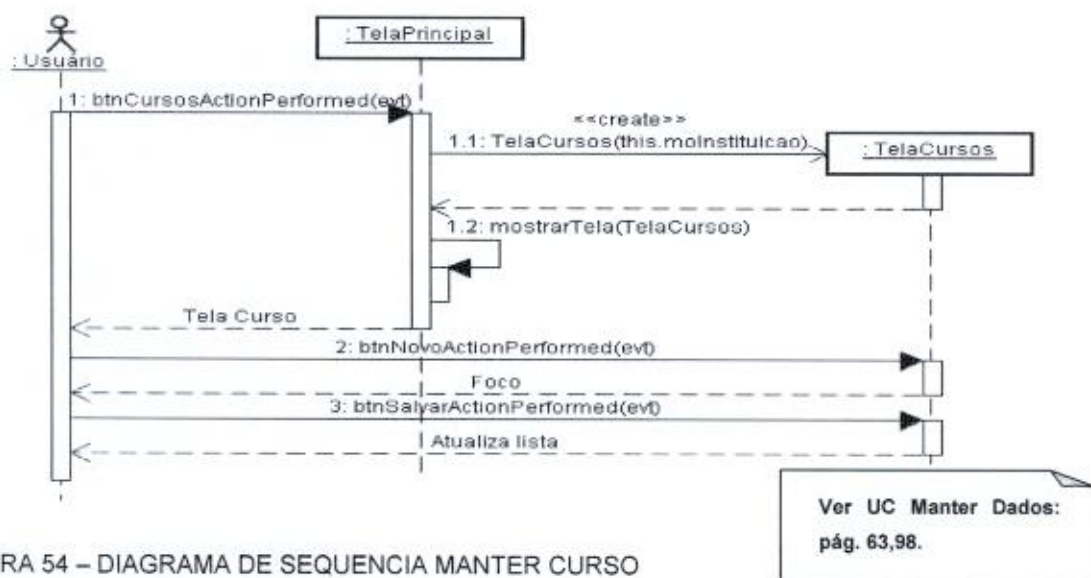 : Usuário
: TelaPrincipal
1: btnCursosActionPerformed(evt)
<<create>>
1.1: TelaCursos(this.moInstituicao)
: TelaCursos
1.2: mostrarTela(TelaCursos)
Tela Curso
2: btnNovoActionPerformed(evt)
Foco
3: btnSalvarActionPerformed(evt)
Atualiza lista
Ver UC Manter Dados:
pág. 63,98.
RA 54 – DIAGRAMA DE SEQUENCIA MANTER CURSO